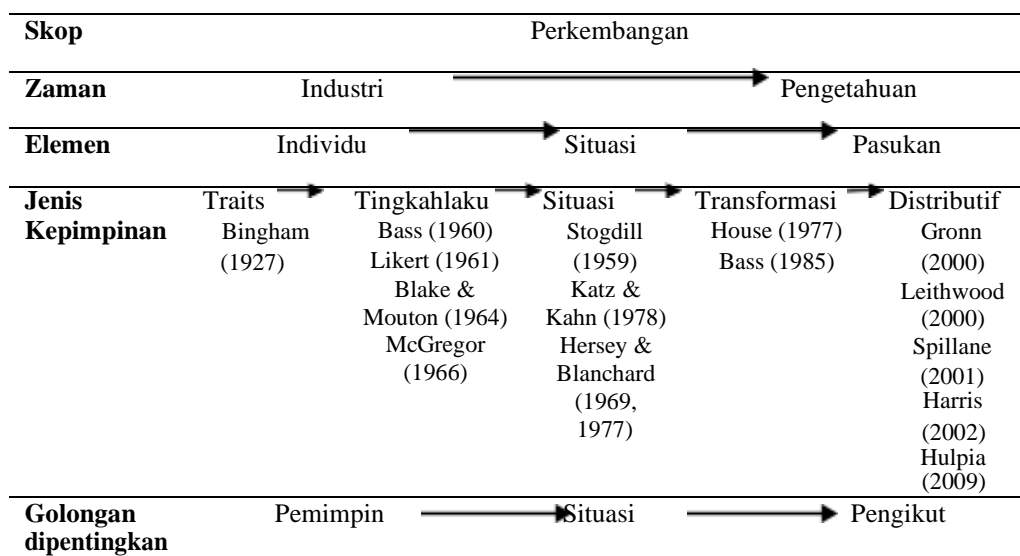 Skop Perkembangan
Zaman Industri Pengetahuan
Elemen Individu Situasi Pasukan
Jenis Kepimpinan
Traits
Bingham
(1927)
Tingkahlaku
Bass (1960)
Likert (1961)
Blake &
Mouton (1964)
McGregor
(1966)
Situasi
Stogdill
(1959)
Katz &
Kahn (1978)
Hersey &
Blanchard
(1969,
1977)
Transformasi
House (1977)
Bass (1985)
Distributif
Gronn
(2000)
Leithwood
(2000)
Spillane
(2001)
Harris
(2002)
Hulpia
(2009)
Golongan
dipentingkan
Pemimpin Situasi Pengikut